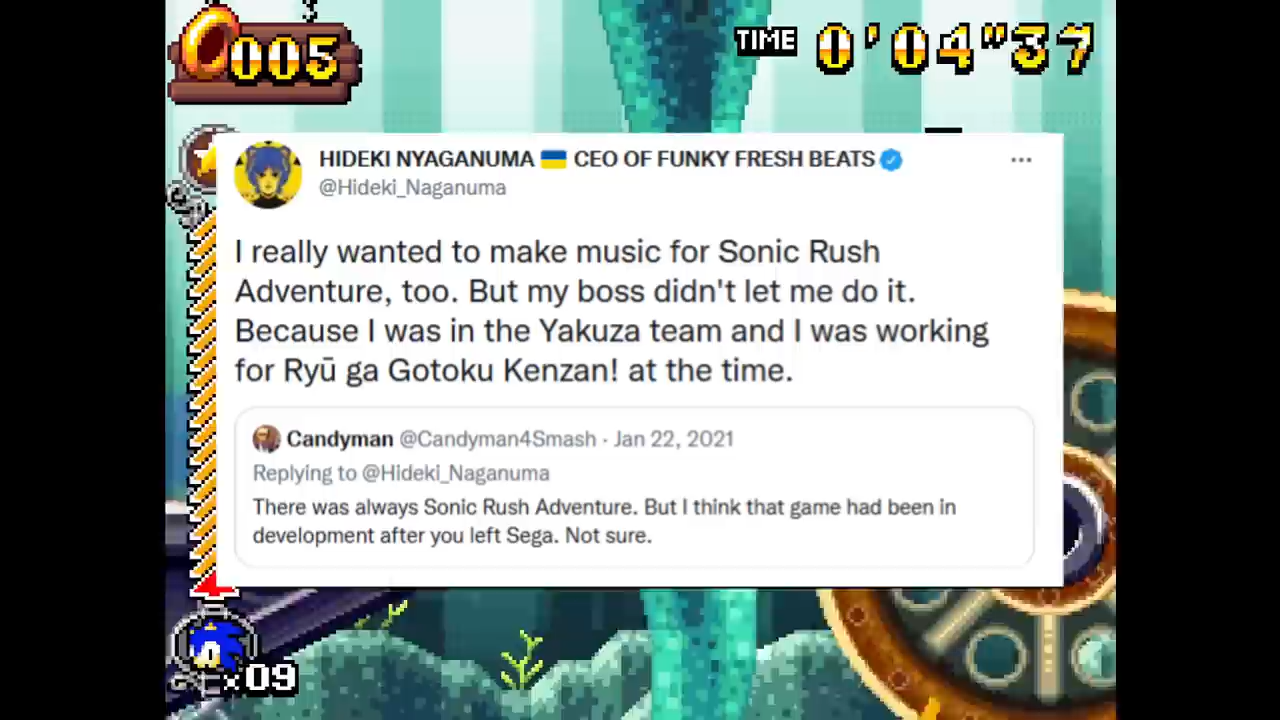 005
TIME 0'04"37
HIDEKI NYAGANUMA 🇺🇦 CEO OF FUNKY FRESH BEATS
@Hideki_Naganuma
I really wanted to make music for Sonic Rush
Adventure, too. But my boss didn't let me do it.
Because I was in the Yakuza team and I was working
for Ryū ga Gotoku Kenzan! at the time.
Candyman @Candyman4Smash · Jan 22, 2021
Replying to @Hideki_Naganuma
There was always Sonic Rush Adventure. But I think that game had been in
development after you left Sega. Not sure.
×09